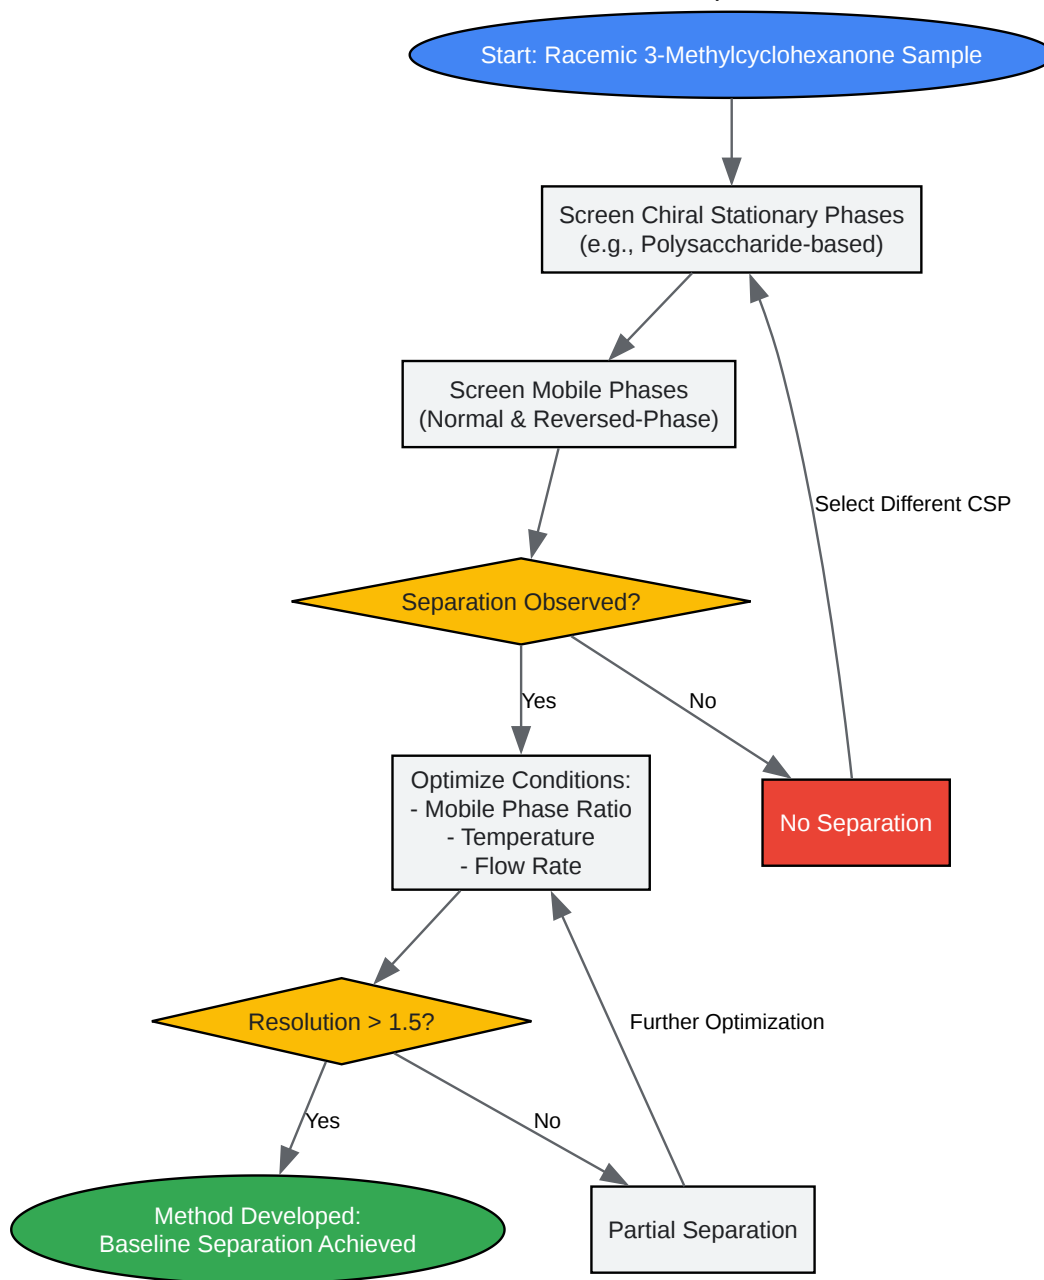 Start: Racemic 3-Methylcyclohexanone Sample
Screen Chiral Stationary Phases
(e.g., Polysaccharide-based)
Screen Mobile Phases
(Normal & Reversed-Phase)
Select Different CSP
Separation Observed?
Yes
No
Optimize Conditions:
- Mobile Phase Ratio
- Temperature
- Flow Rate
No Separation
Resolution > 1.5?
Further Optimization
Yes
No
Method Developed:
Baseline Separation Achieved
Partial Separation